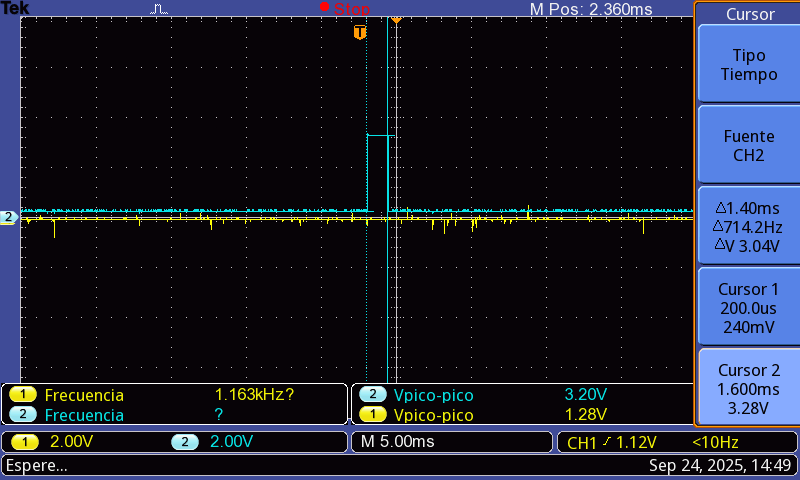 Tek
Stop
M Pos: 2.360ms
T
2
Cursor
Tipo
Tiempo
Fuente
CH2
△1.40ms
△714.2Hz
△V 3.04V
Cursor 1
200.0us
240mV
Cursor 2
1.600ms
3.28V
1 Frecuencia 1.163kHz?
2 Frecuencia ?
2 Vpico-pico 3.20V
1 Vpico-pico 1.28V
1 2.00V 2 2.00V
M 5.00ms
CH1 / 1.12V <10Hz
Espere...
Sep 24, 2025, 14:49